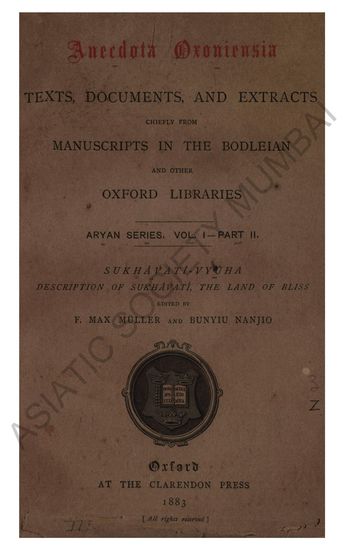 Anecdota Oxoniensia
TEXTS, DOCUMENTS, AND EXTRACTS
CHIEFLY FROM
MANUSCRIPTS IN THE BODLEIAN
AND OTHER
OXFORD LIBRARIES
ARYAN SERIES. VOL. I—PART II.
SUKHÂVATÎ-VYÛHA
DESCRIPTION OF SUKHÂVATÎ, THE LAND OF BLISS
EDITED BY
F. MAX MÜLLER AND BUNYIU NANJIO
Oxford
AT THE CLARENDON PRESS
1883
[ All rights reserved ]
ASIATIC SOCIETY MUMBAI